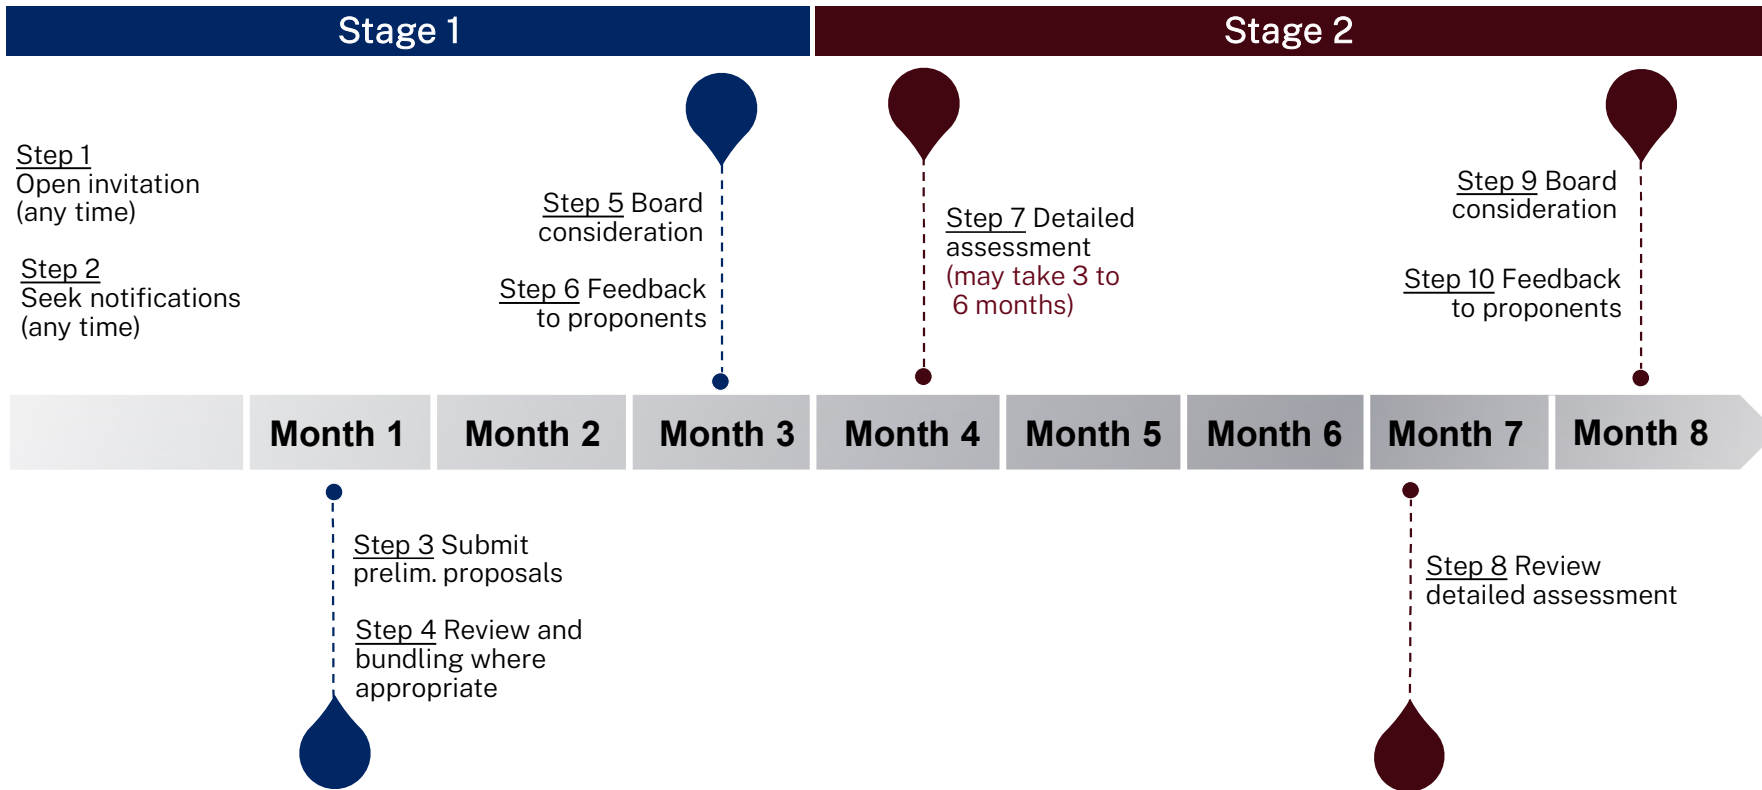 Stage 1
Stage 2
Step 1
Open invitation
(any time)
Step 2
Seek notifications
(any time)
Step 5 Board
consideration
Step 6 Feedback
to proponents
Step 7 Detailed
assessment
(may take 3 to
6 months)
Step 9 Board
consideration
Step 10 Feedback
to proponents
Month 1
Month 2
Month 3
Month 4
Month 5
Month 6
Month 7
Month 8
Step 3 Submit
prelim. proposals
Step 4 Review and
bundling where
appropriate
Step 8 Review
detailed assessment